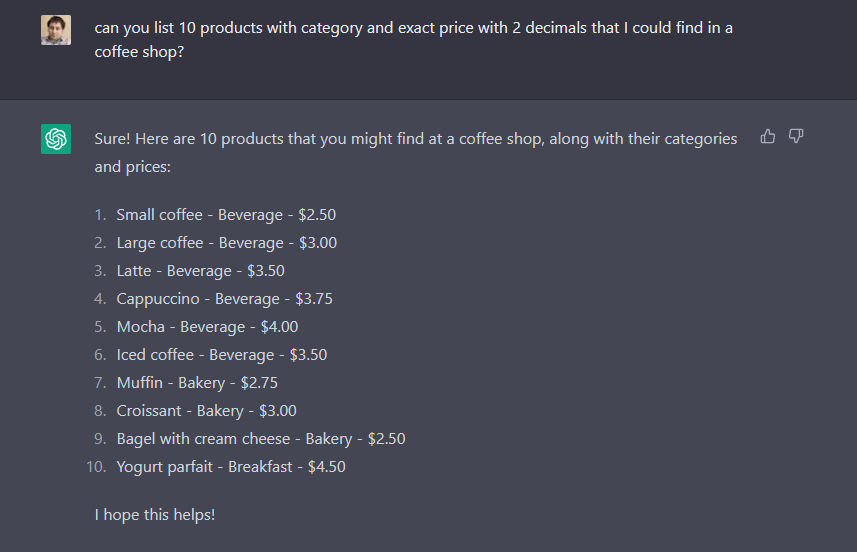 can you list 10 products with category and exact price with 2 decimals that I could find in a
coffee shop?
Sure! Here are 10 products that you might find at a coffee shop, along with their categories
and prices:
1. Small coffee - Beverage - $2.50
2. Large coffee - Beverage - $3.00
3. Latte - Beverage - $3.50
4. Cappuccino - Beverage - $3.75
5. Mocha - Beverage - $4.00
6. Iced coffee - Beverage - $3.50
7. Muffin - Bakery - $2.75
8. Croissant - Bakery - $3.00
9. Bagel with cream cheese - Bakery - $2.50
10. Yogurt parfait - Breakfast - $4.50
I hope this helps!